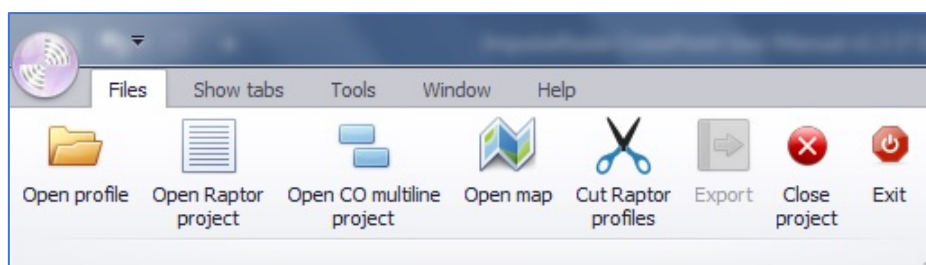 Files Show tabs Tools Window Help
Open profile Open Raptor project Open CO multiline project Open map Cut Raptor profiles Export Close project Exit